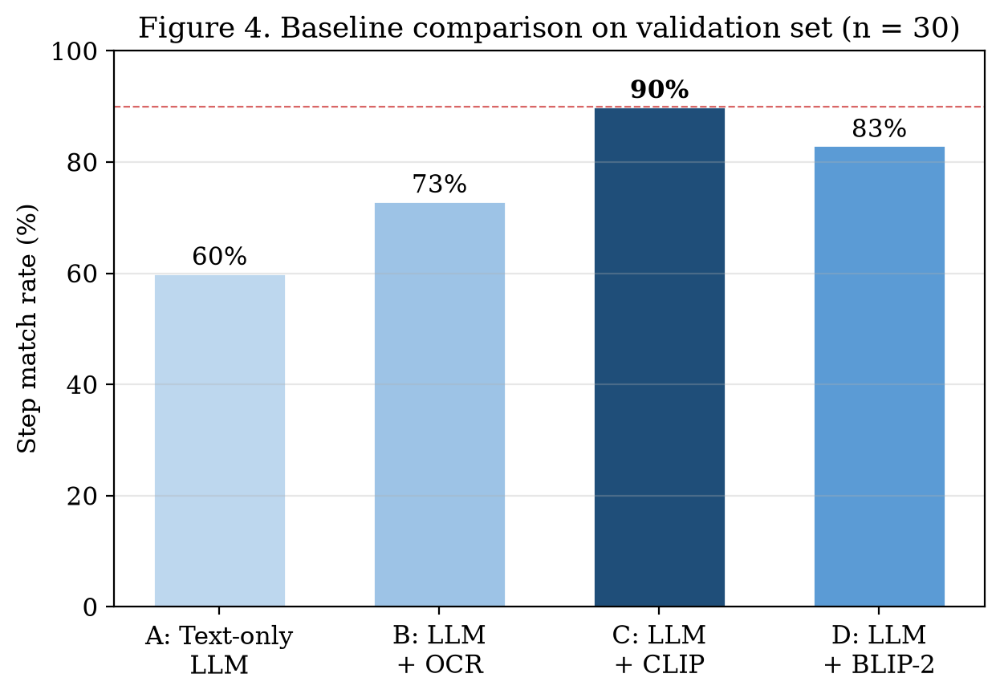 Figure 4. Baseline comparison on validation set (n = 30)
100
80
60
40
20
0
Step match rate (%)
60%
73%
90%
83%
A: Text-only
LLM
B: LLM
+ OCR
C: LLM
+ CLIP
D: LLM
+ BLIP-2